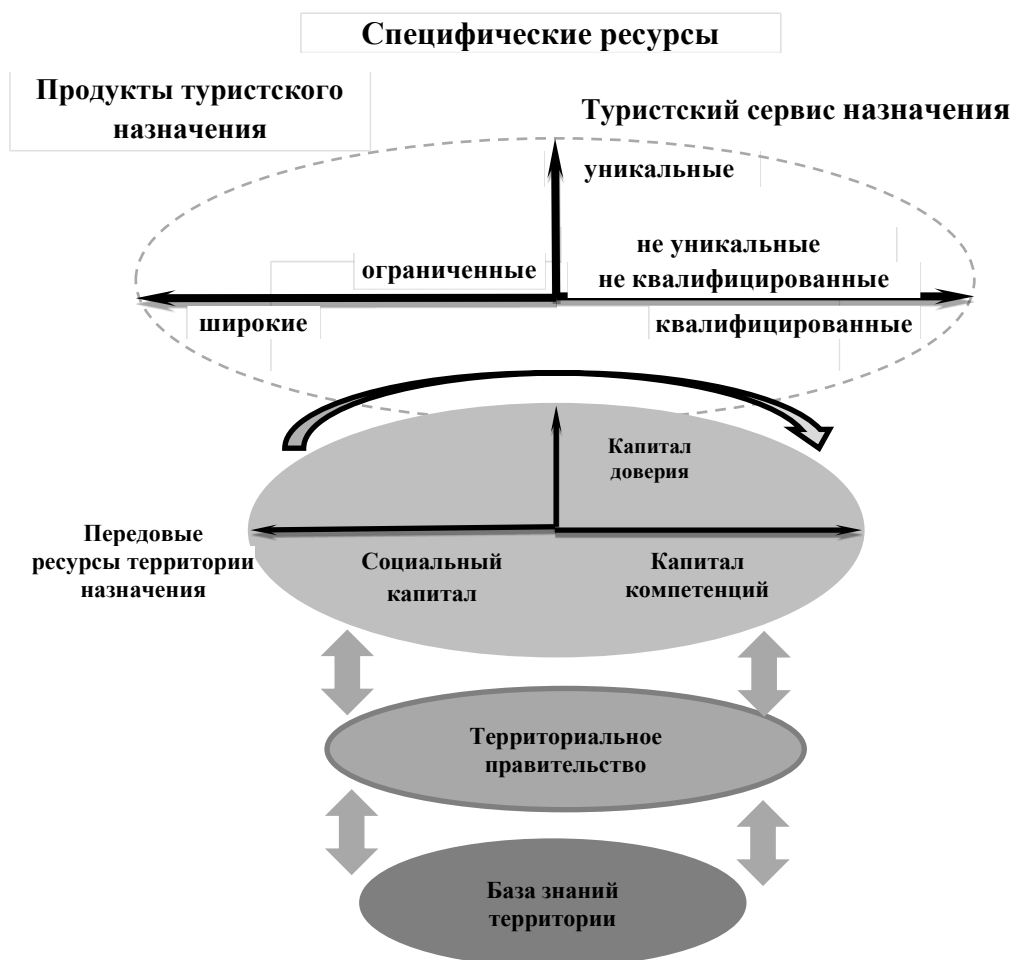 Специфические ресурсы
Продукты туристского
назначения
Туристский сервис назначения
уникальные
не уникальные
ограниченные
не квалифицированные
широкие
квалифицированные
Капитал
доверия
Передовые
ресурсы территории
назначения
Социальный
капитал
Капитал
компетенций
Территориальное
правительство
База знаний
территории